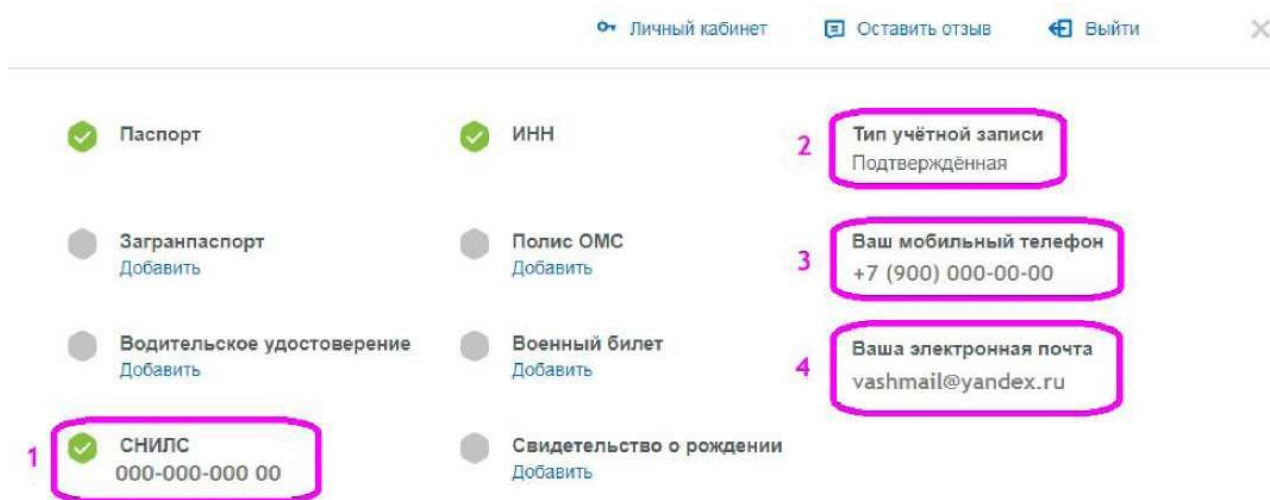 Личный кабинет
Оставить отзыв
Выйти
Паспорт
ИНН
2
Тип учётной записи
Подтверждённая
Загранпаспорт
Добавить
Полис ОМС
Добавить
3
Ваш мобильный телефон
+7 (900) 000-00-00
Водительское удостоверение
Добавить
Военный билет
Добавить
4
Ваша электронная почта
vashmail@yandex.ru
1
СНИЛС
000-000-000 00
Свидетельство о рождении
Добавить